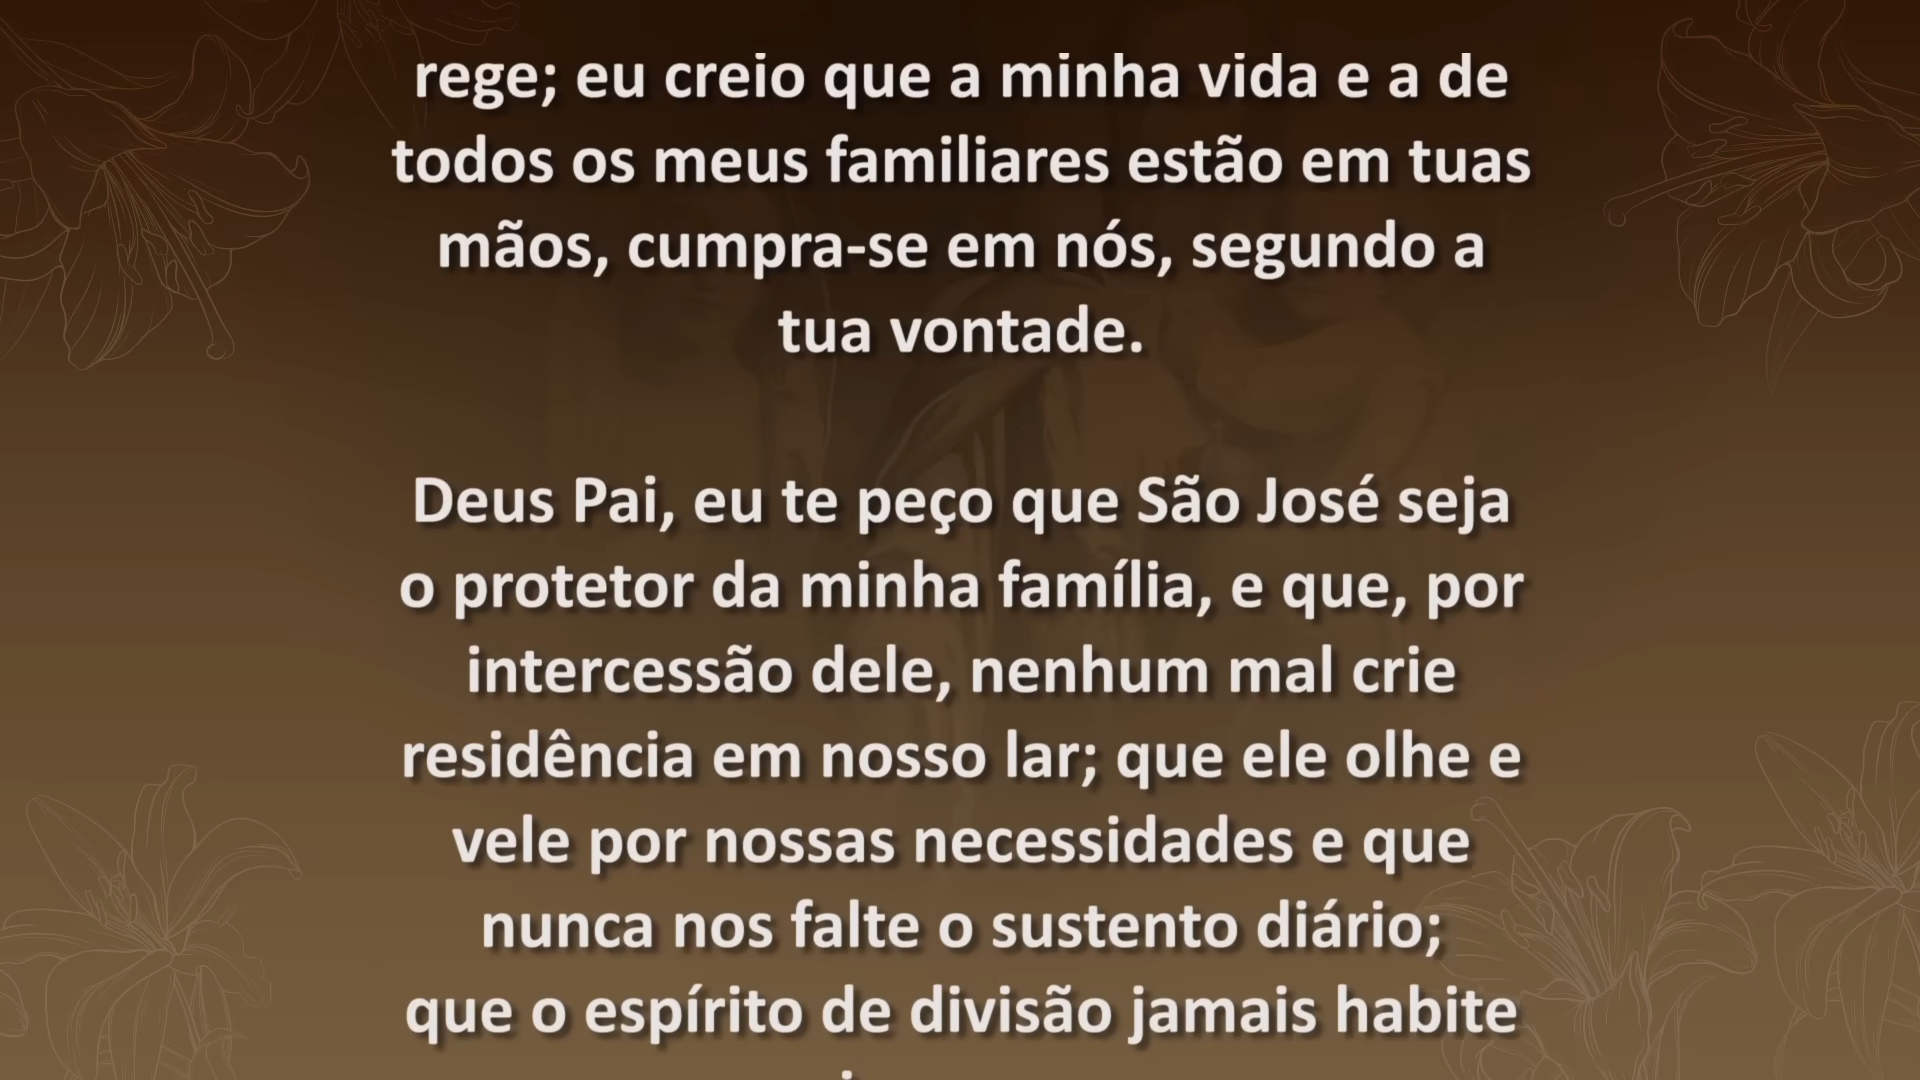 rege; eu creio que a minha vida e a de
todos os meus familiares estão em tuas
mãos, cumpra-se em nós, segundo a
tua vontade.
Deus Pai, eu te peço que São José seja
o protetor da minha família, e que, por
intercessão dele, nenhum mal crie
residência em nosso lar; que ele olhe e
vele por nossas necessidades e que
nunca nos falte o sustento diário;
que o espírito de divisão jamais habite